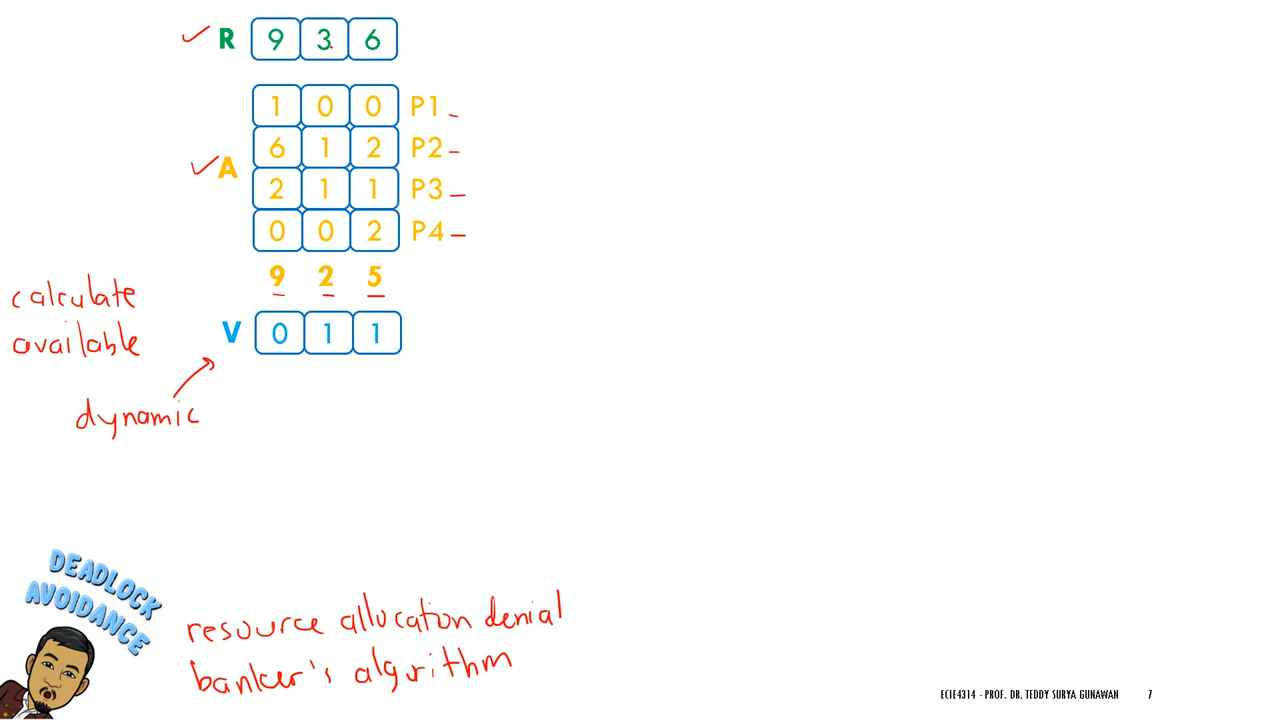 R 9 3 6
1 0 0 P1
6 1 2 P2
A
2 1 1 P3
0 0 2 P4
9 2 5
calculate
available
V 0 1 1
dynamic
DEADLOCK
AVOIDANCE
resource allocation denial
banker's algorithm
ECIE4314 - PROF. DR. TEDDY SURYA GUNAWAN 7